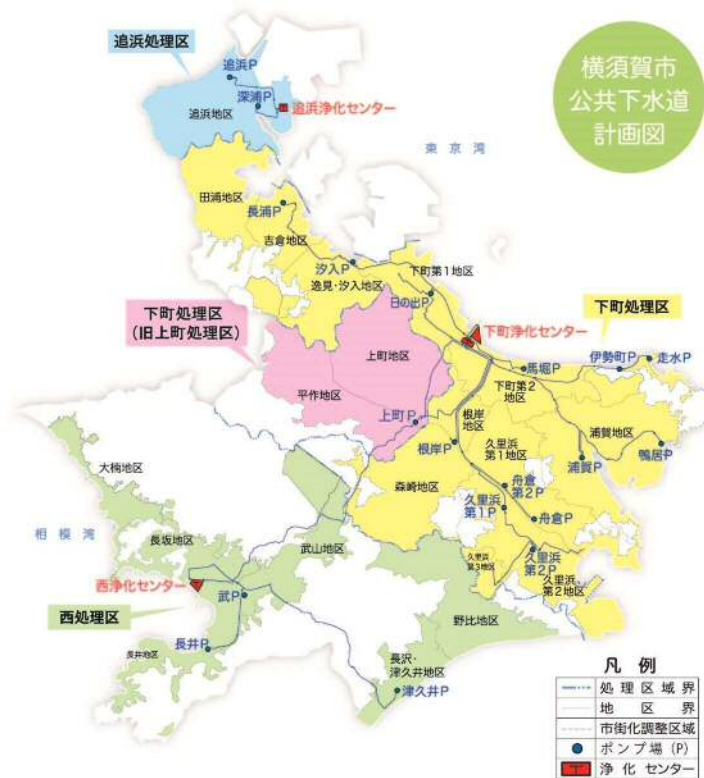 横須賀市
公共下水道
計画図
追浜処理区
追浜P
深浦P
追浜浄化センター
追浜地区
東京湾
田浦地区
長浦P
吉倉地区
汐入P
逸見・汐入地区
下町第1地区
日の出P
下町処理区
(旧上町処理区)
下町処理区
下町浄化センター
上町地区
平作地区
上町P
馬堀P
伊勢町P
走水P
下町第2
地区
根岸
地区
根岸P
久里浜
第1地区
浦賀地区
浦賀P
鴨居P
大楠地区
森崎地区
舟倉
第2P
久里浜
第1P
舟倉P
相模湾
長坂地区
武山地区
久里浜
第3地区
久里浜
第2P
久里浜
第2地区
西浄化センター
西処理区
武P
野比地区
長井P
長井地区
長沢・
津久井地区
津久井P
凡例
処理区域界
地区界
市街化調整区域
ポンプ場(P)
浄化センター